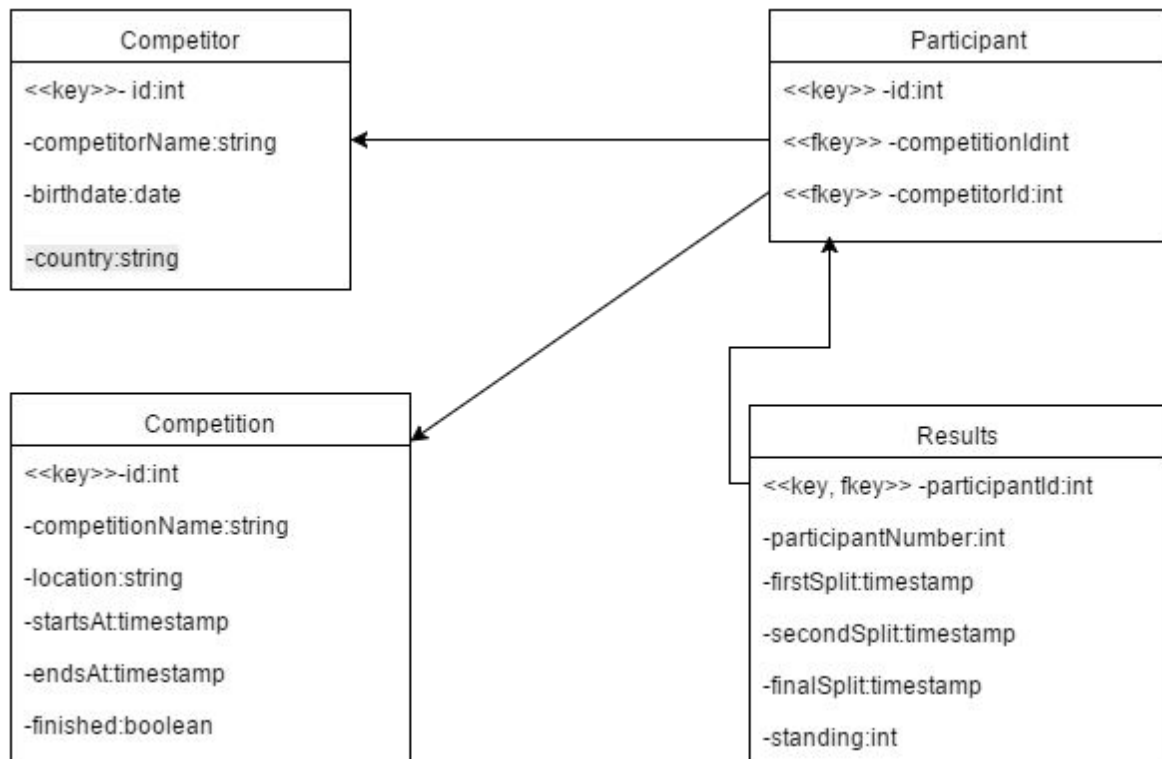 Competitor
<<key>>- id:int
-competitorName:string
-birthdate:date
-country:string
Participant
<<key>> -id:int
<<fkey>> -competitionIdint
<<fkey>> -competitorId:int
Competition
<<key>>-id:int
-competitionName:string
-location:string
-startsAt:timestamp
-endsAt:timestamp
-finished:boolean
Results
<<key, fkey>> -participantId:int
-participantNumber:int
-firstSplit:timestamp
-secondSplit:timestamp
-finalSplit:timestamp
-standing:int